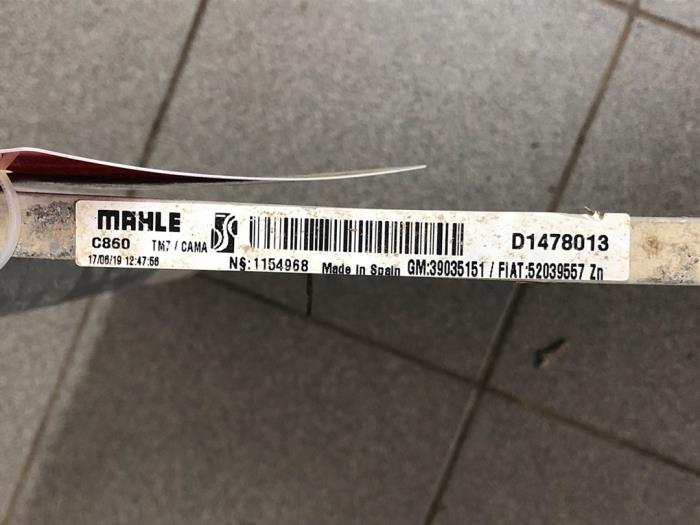 MAHLE
C860 TM7 / CAMA D1478013
17/06/19 12:47:56 N$:1154968 Made in Spain GM:39035151 / FIAT:52039557 Zn